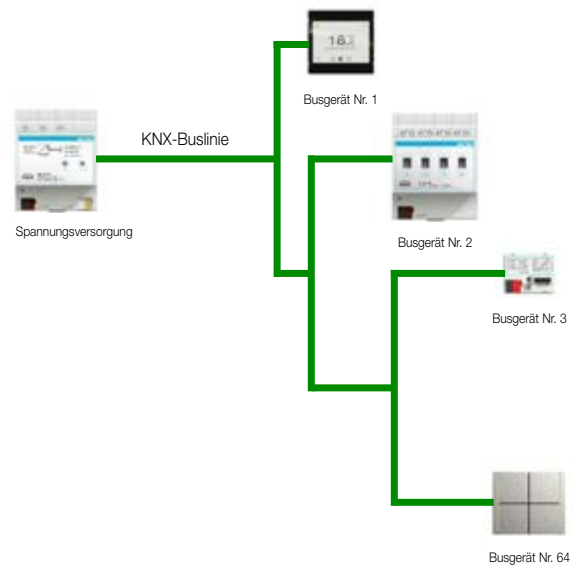 Busgerät Nr. 1
KNX-Buslinie
Spannungsversorgung
Busgerät Nr. 2
Busgerät Nr. 3
Busgerät Nr. 64